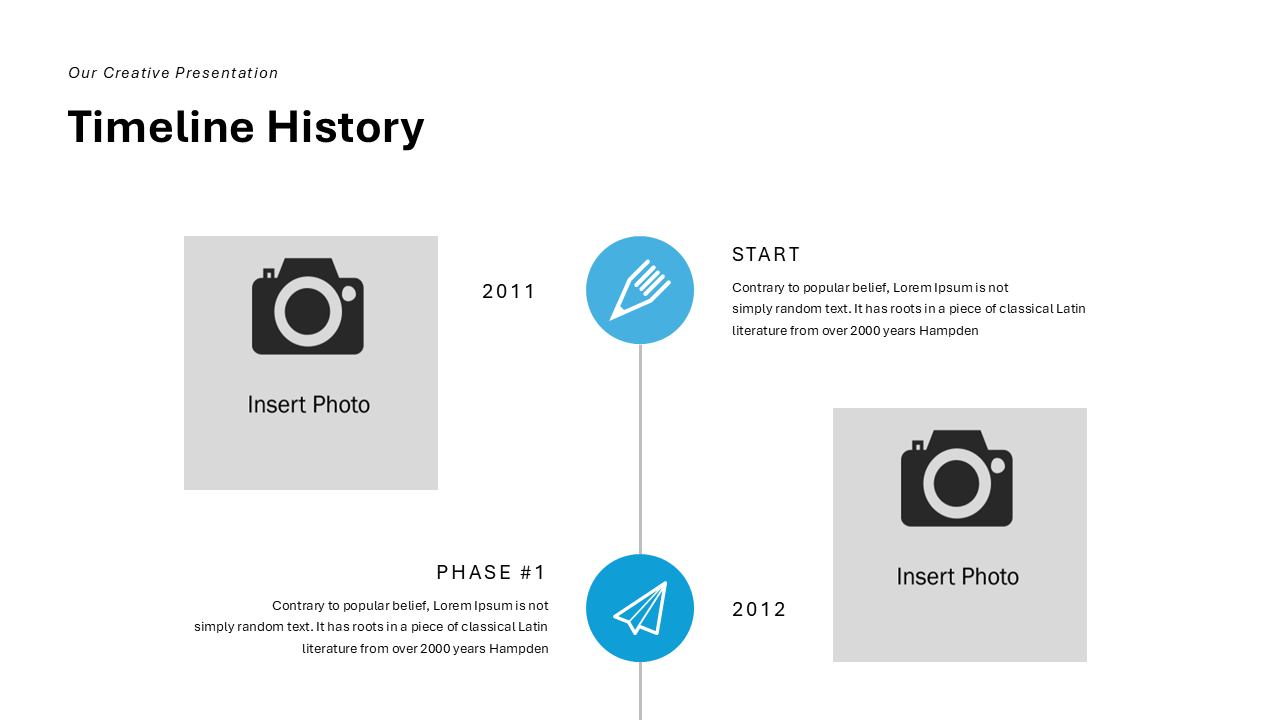 Our Creative Presentation
Timeline History
Insert Photo
2011
START
Contrary to popular belief, Lorem Ipsum is not
simply random text. It has roots in a piece of classical Latin
literature from over 2000 years Hampden
PHASE #1
Contrary to popular belief, Lorem Ipsum is not
simply random text. It has roots in a piece of classical Latin
literature from over 2000 years Hampden
2012
Insert Photo